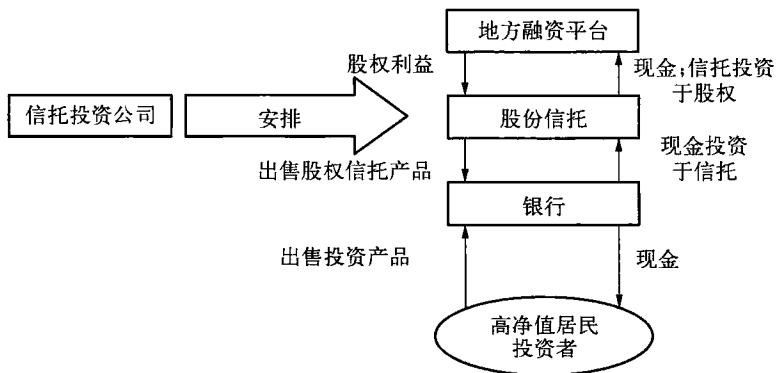 地方融资平台
股权利益
现金;信托投资
于股权
信托投资公司
安排
股份信托
出售股权信托产品
现金投资
于信托
银行
出售投资产品
现金
高净值居民
投资者